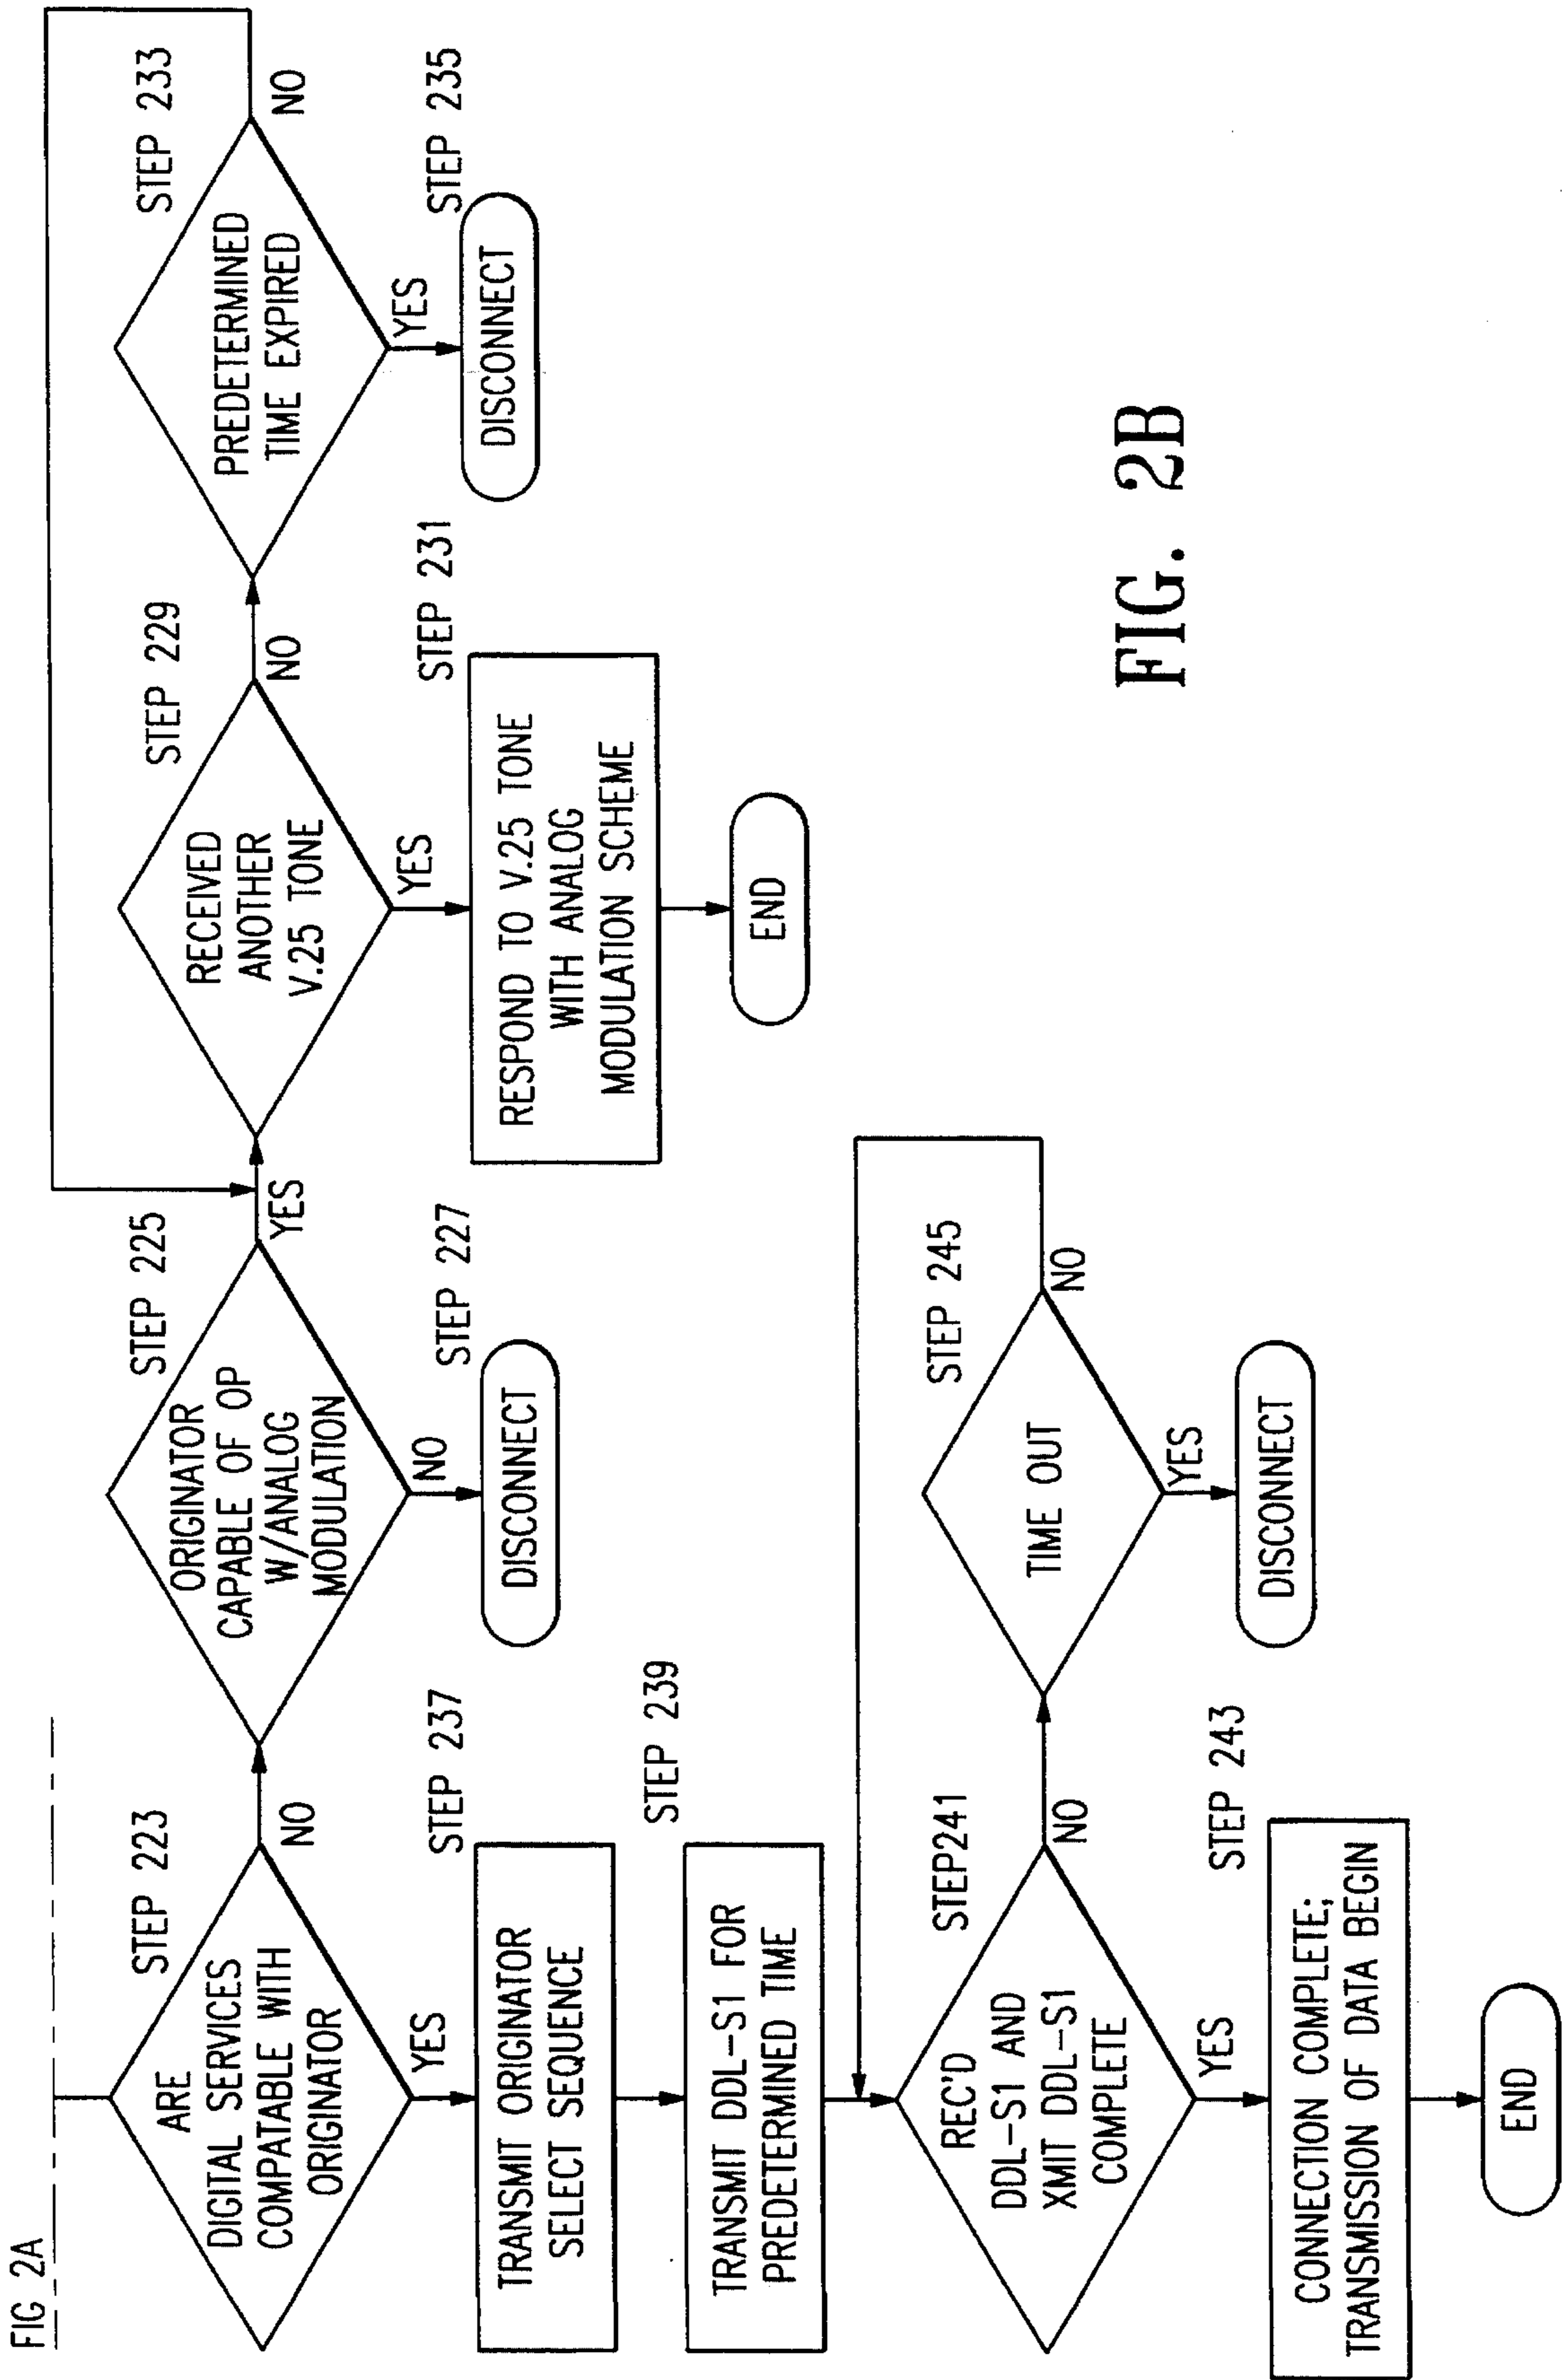 FIG 2A
STEP 223
ARE
DIGITAL SERVICES
COMPATABLE WITH
ORIGINATOR
NO
YES
STEP 225
ORIGINATOR
CAPABLE OF OP
W/ANALOG
MODULATION
YES
NO
STEP 227
DISCONNECT
STEP 229
RECEIVED
ANOTHER
V.25 TONE
NO
YES
STEP 231
RESPOND TO V.25 TONE
WITH ANALOG
MODULATION SCHEME
END
STEP 233
PREDETERMINED
TIME EXPIRED
NO
YES
STEP 235
DISCONNECT
STEP 237
TRANSMIT ORIGINATOR
SELECT SEQUENCE
STEP 239
TRANSMIT DDL-S1 FOR
PREDETERMINED TIME
STEP241
REC'D
DDL-S1 AND
XMIT DDL-S1
COMPLETE
NO
YES
STEP 243
CONNECTION COMPLETE;
TRANSMISSION OF DATA BEGIN
END
STEP 245
TIME OUT
NO
YES
DISCONNECT
FIG. 2B